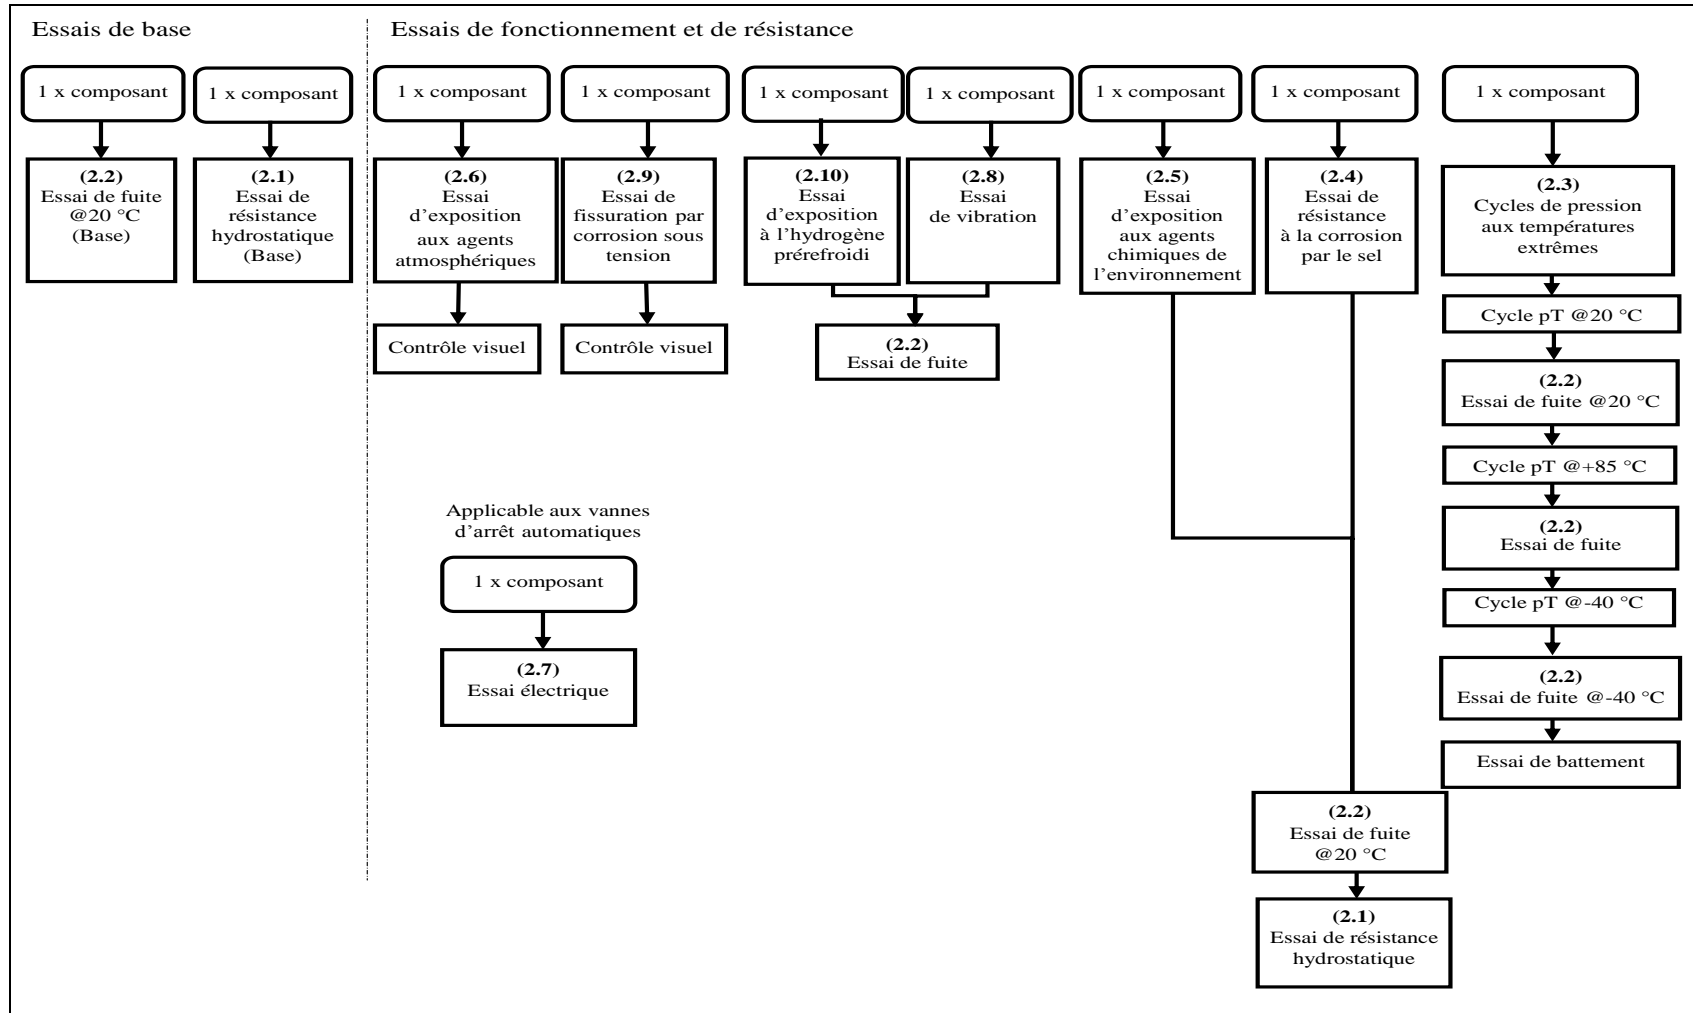 Essais de base
Essais de fonctionnement et de résistance
1 x composant
1 x composant
1 x composant
1 x composant
1 x composant
1 x composant
1 x composant
1 x composant
1 x composant
(2.2)
Essai de fuite
@20 °C
(Base)
(2.1)
Essai de
résistance
hydrostatique
(Base)
(2.6)
Essai
d’exposition
aux agents
atmosphériques
(2.9)
Essai de
fissuration par
corrosion sous
tension
(2.10)
Essai
d’exposition
à l’hydrogène
prérefroidi
(2.8)
Essai
de vibration
(2.5)
Essai
d’exposition
aux agents
chimiques de
l’environnement
(2.4)
Essai de
résistance
à la corrosion
par le sel
(2.3)
Cycles de pression
aux températures
extrêmes
Contrôle visuel
Contrôle visuel
(2.2)
Essai de fuite
Cycle pT @20 °C
(2.2)
Essai de fuite @20 °C
Cycle pT @+85 °C
(2.2)
Essai de fuite
Cycle pT @-40 °C
(2.2)
Essai de fuite @-40 °C
Essai de battement
Applicable aux vannes
d’arrêt automatiques
1 x composant
(2.7)
Essai électrique
(2.2)
Essai de fuite
@20 °C
(2.1)
Essai de résistance
hydrostatique